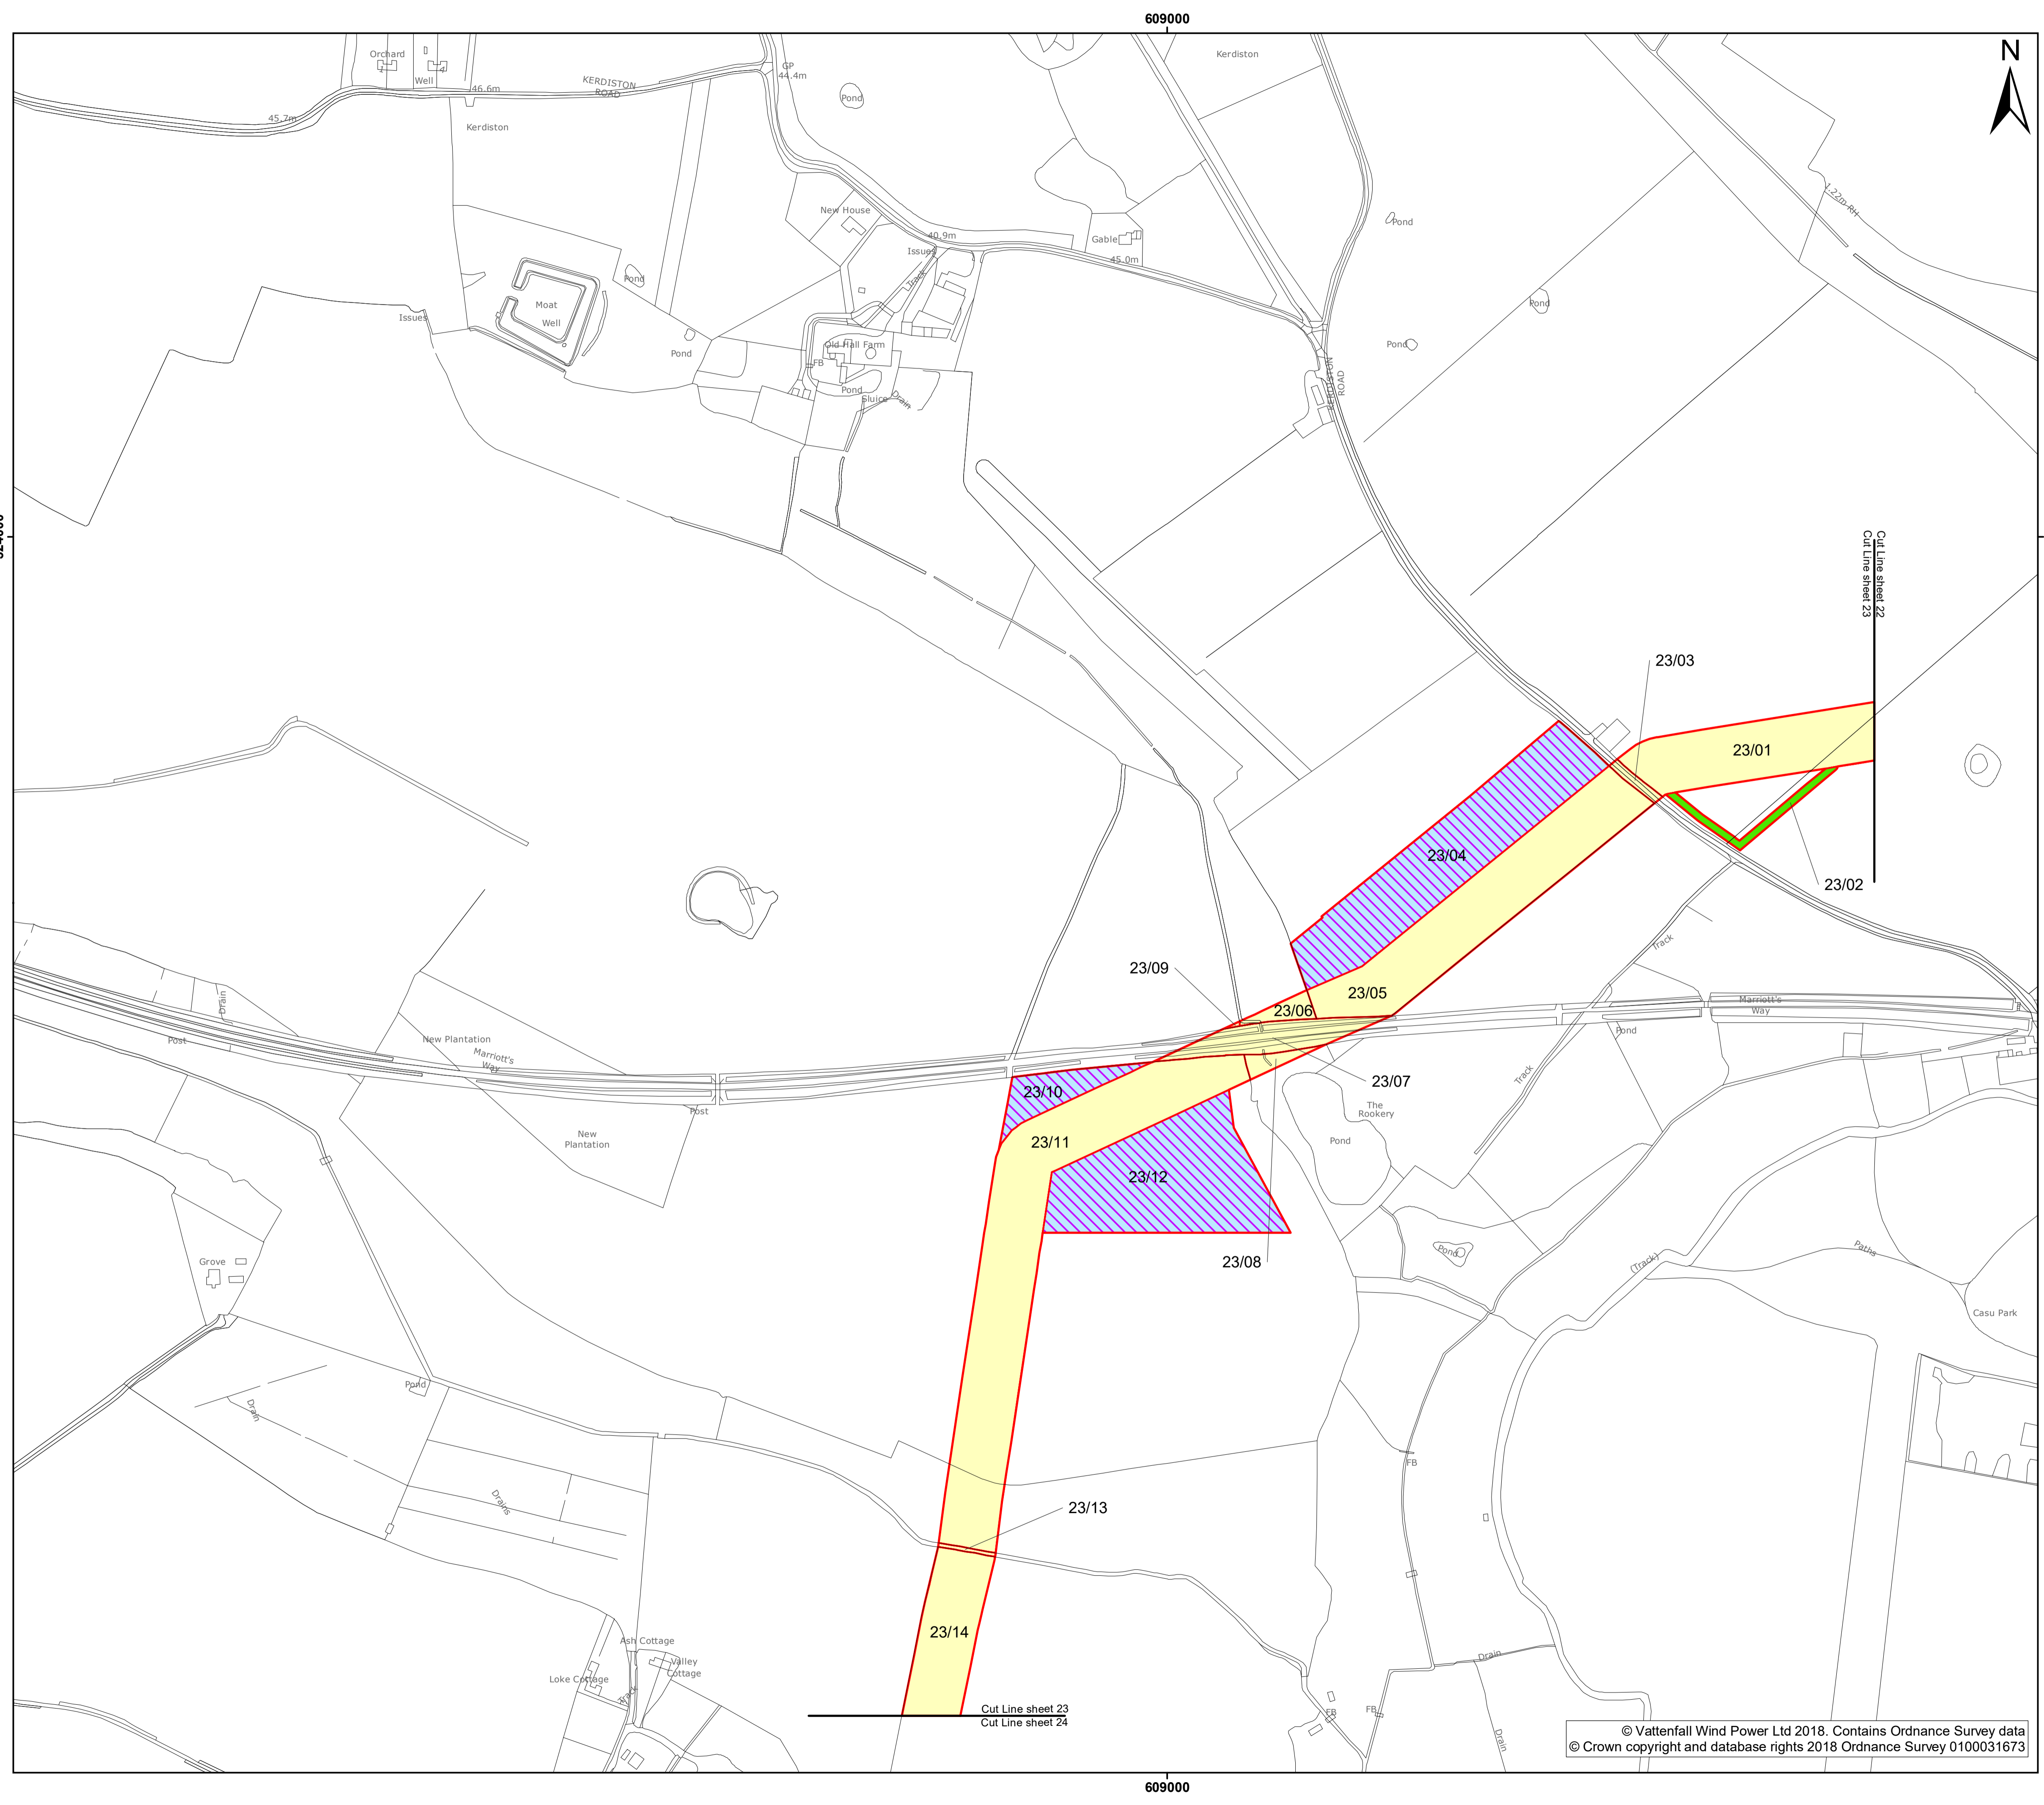 609000
N
Orchard
1
4
Well
46.6m
KERDISTON
ROAD
GP
44.4m
Kerdiston
45.7m
Pond
Kerdiston
1.22m RH
New House
40.9m
Issues
Track
Gable
45.0m
Pond
Pond
Moat
Well
Issues
Pond
Pond
Pond
Old Hall Farm
FB
Pond
Sluice
Drain
KERDISTON
ROAD
Cut Line sheet 22
Cut Line sheet 23
23/03
23/01
23/04
23/02
Track
23/09
23/05
23/06
Marriott's
Way
Pond
Drain
Post
New Plantation
Marriott's
Way
Post
New
Plantation
23/10
23/07
Track
The
Rookery
Pond
23/11
23/12
23/08
Pond
(Track)
Paths
Casu Park
Grove
Pond
Drain
Drains
FB
23/13
23/14
Ash Cottage
Valley
Cottage
Loke Cottage
Track
Drain
FB
FB
Drain
Cut Line sheet 23
Cut Line sheet 24
© Vattenfall Wind Power Ltd 2018. Contains Ordnance Survey data
© Crown copyright and database rights 2018 Ordnance Survey 0100031673
609000